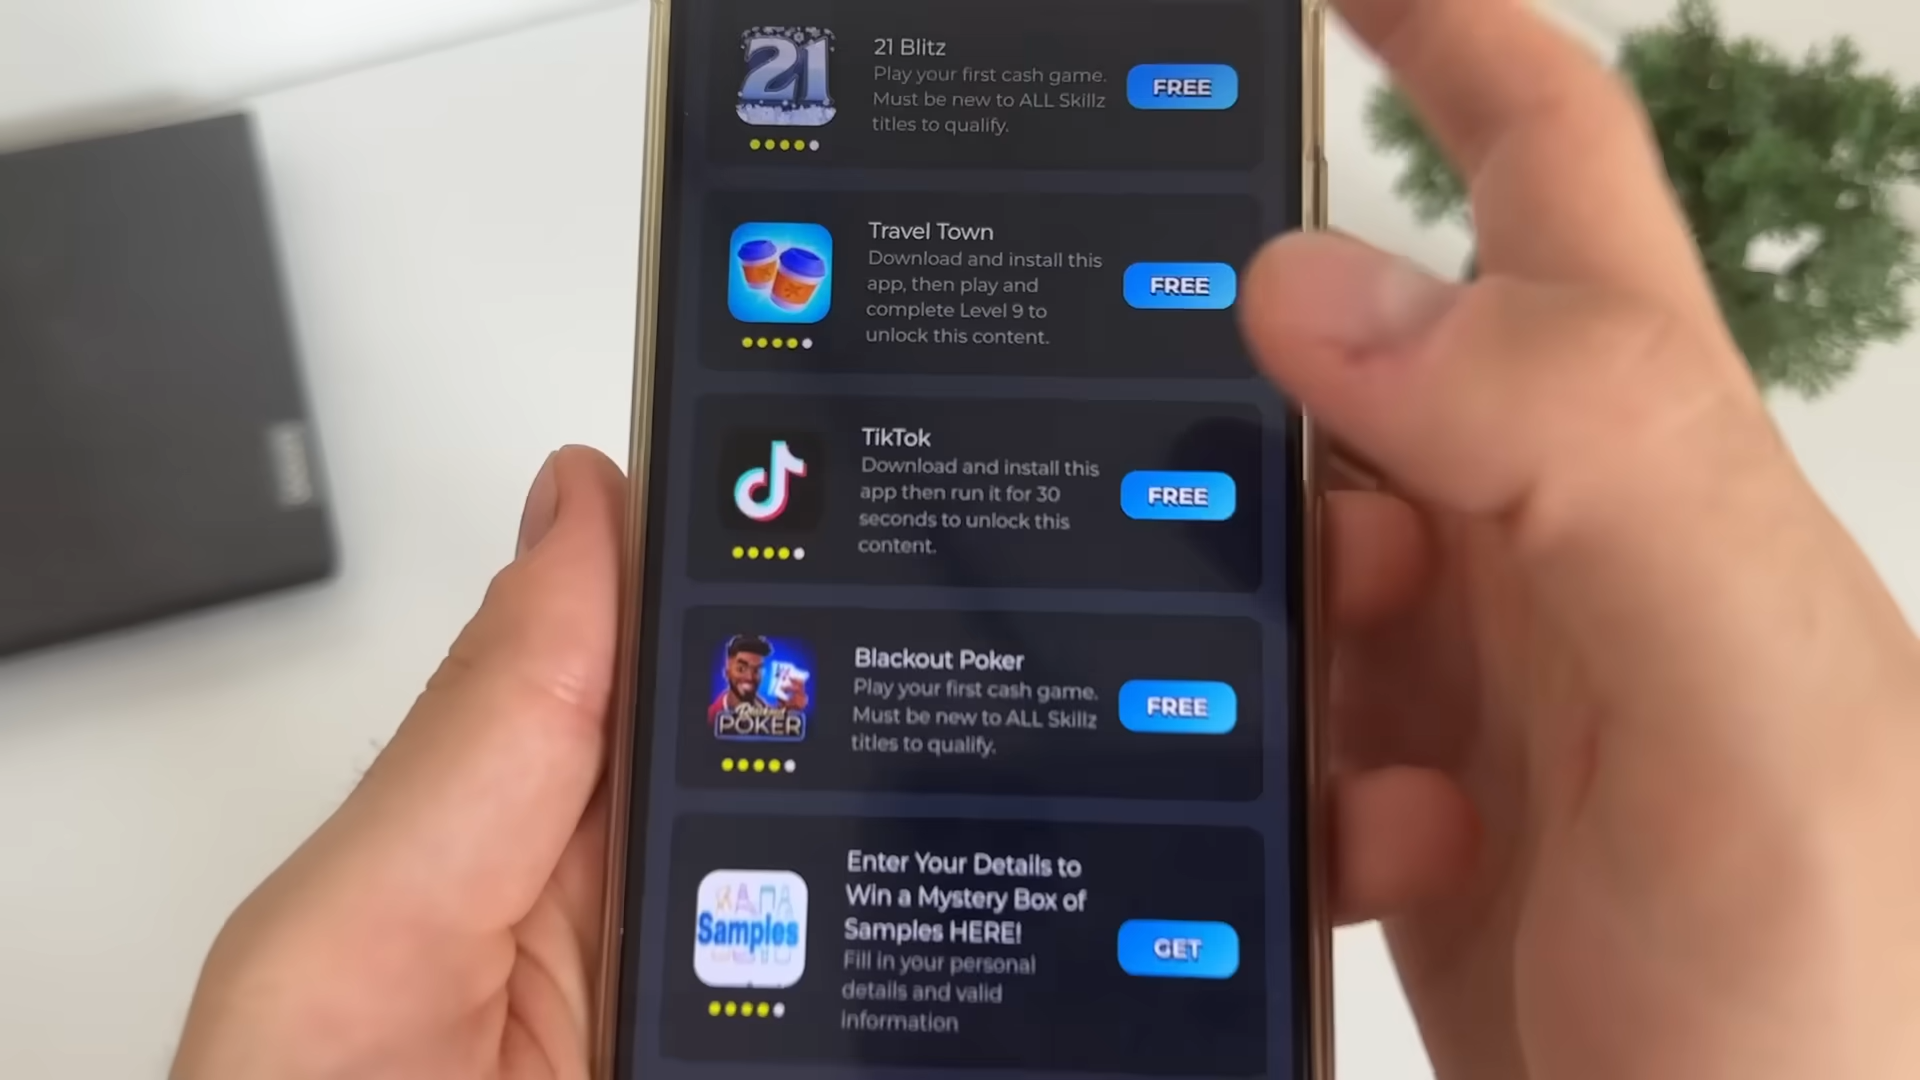 21
21 Blitz
Play your first cash game.
Must be new to ALL Skillz
titles to qualify.
FREE
Travel Town
Download and install this
app, then play and
complete Level 9 to
unlock this content.
FREE
TikTok
Download and install this
app then run it for 30
seconds to unlock this
content.
FREE
Blackout
POKER
Blackout Poker
Play your first cash game.
Must be new to ALL Skillz
titles to qualify.
FREE
Samples
Enter Your Details to
Win a Mystery Box of
Samples HERE!
Fill in your personal
details and valid
information
GET